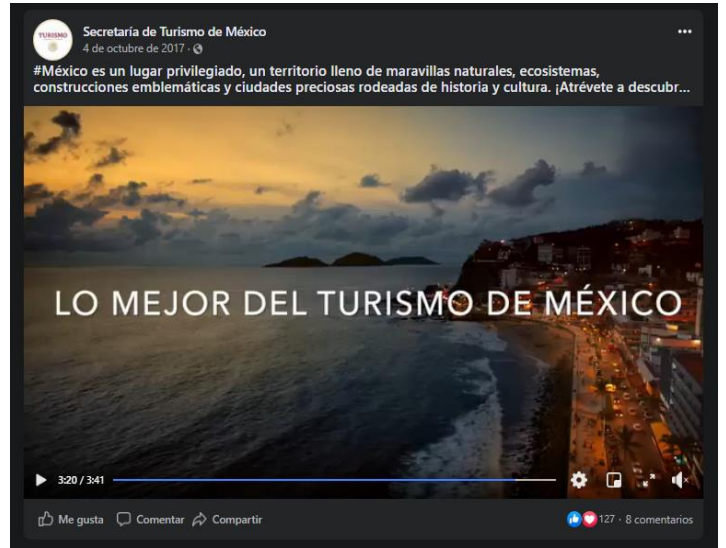 TURISMO
Secretaría de Turismo de México
4 de octubre de 2017 ·
#México es un lugar privilegiado, un territorio lleno de maravillas naturales, ecosistemas,
construcciones emblemáticas y ciudades preciosas rodeadas de historia y cultura. ¡Atrévete a descubr...
LO MEJOR DEL TURISMO DE MÉXICO
3:20 / 3:41
Me gusta Comentar Compartir 127 · 8 comentarios